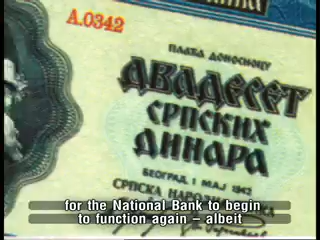 А.0342
ПЛАЋА ДОНОСИОЦУ
ДВАДЕСЕТ
СРПСКИХ
ДИНАРА
БЕОГРАД, 1 МАЈ 1942
СРПСКА НАРОДНА
for the National Bank to begin
to function again – albeit